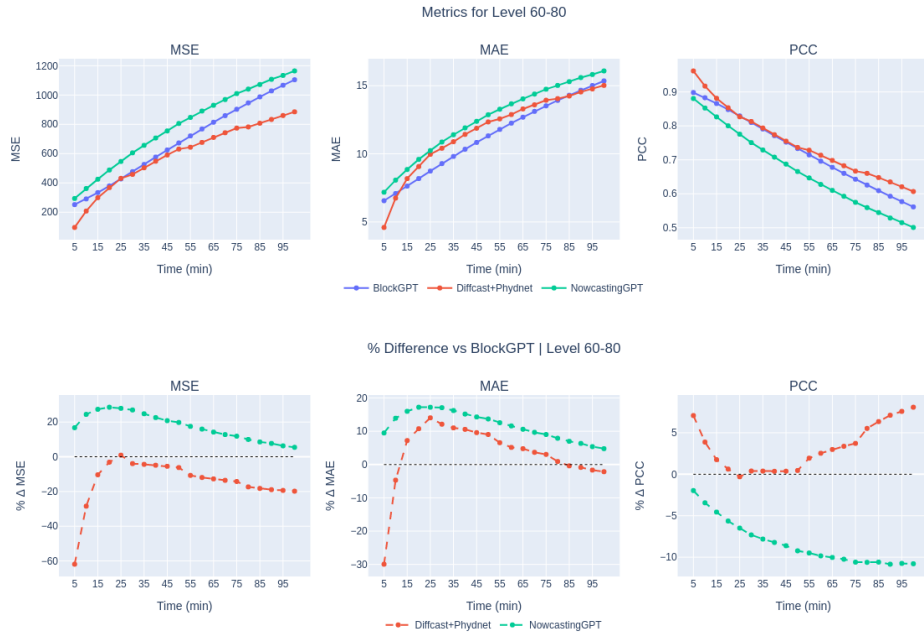 Metrics for Level 60-80
MSE
MAE
PCC
1200
1000
800
600
400
200
MSE
15
10
5
MAE
0.9
0.8
0.7
0.6
0.5
PCC
5 15 25 35 45 55 65 75 85 95
5 15 25 35 45 55 65 75 85 95
5 15 25 35 45 55 65 75 85 95
Time (min)
Time (min)
Time (min)
BlockGPT Diffcast+Phydnet NowcastingGPT
% Difference vs BlockGPT | Level 60-80
MSE
MAE
PCC
20
0
−20
−40
−60
% Δ MSE
20
10
0
−10
−20
−30
% Δ MAE
5
0
−5
−10
% Δ PCC
5 15 25 35 45 55 65 75 85 95
5 15 25 35 45 55 65 75 85 95
5 15 25 35 45 55 65 75 85 95
Time (min)
Time (min)
Time (min)
Diffcast+Phydnet NowcastingGPT